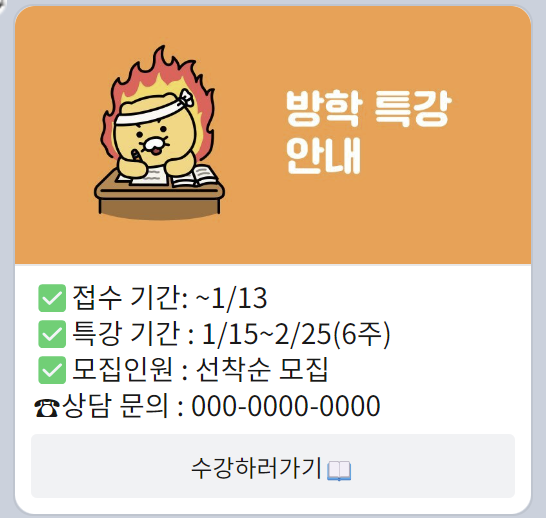 방학 특강
안내
✅ 접수 기간: ~1/13
✅ 특강 기간 : 1/15~2/25(6주)
✅ 모집인원 : 선착순 모집
☎상담 문의 : 000-0000-0000
수강하러가기📖